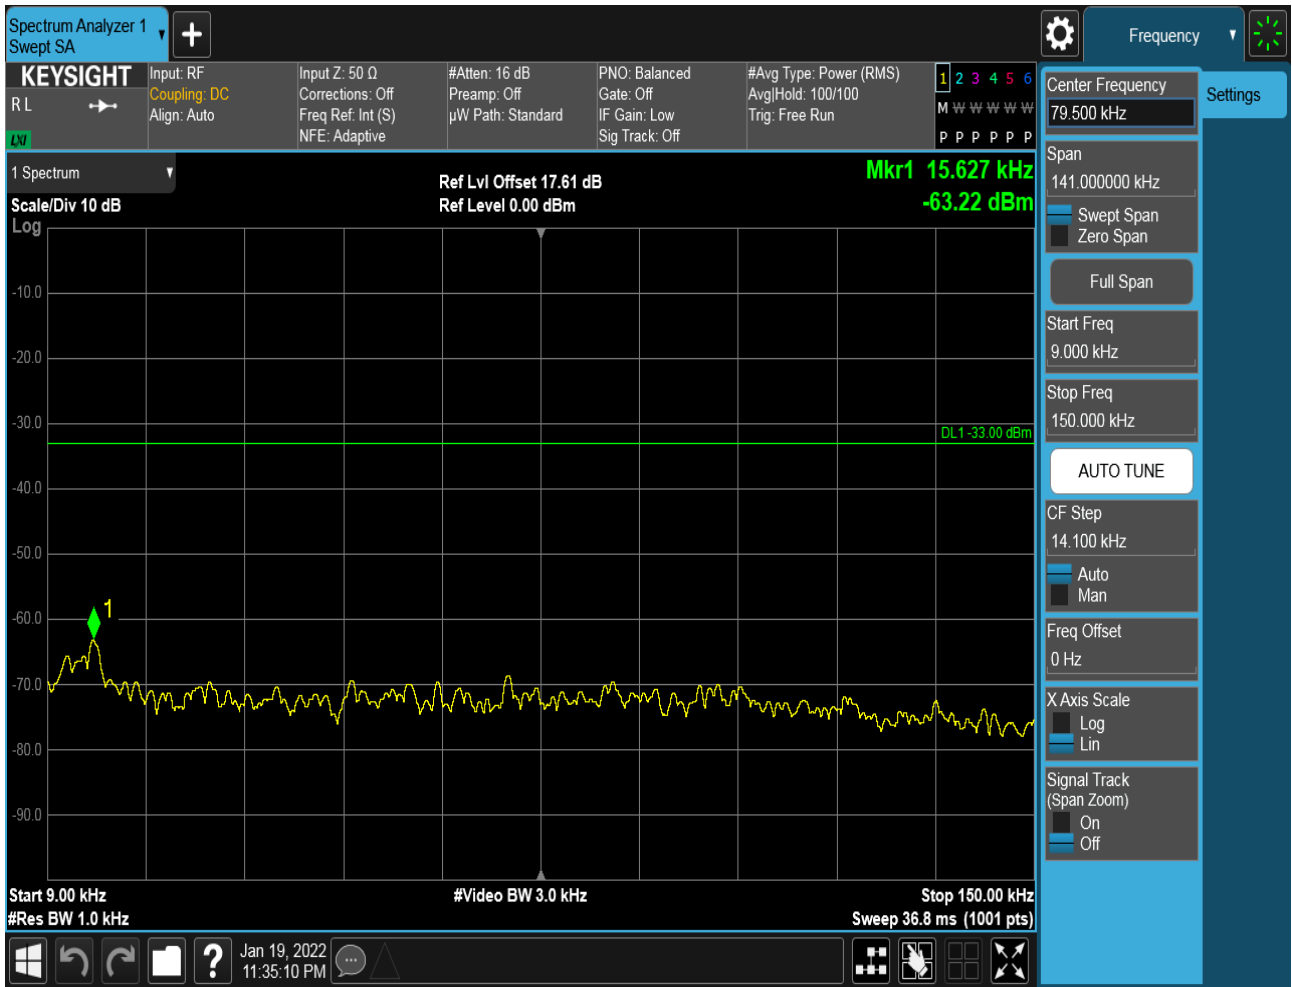 Spectrum Analyzer 1
Swept SA
Frequency
KEYSIGHT
R L
LXI
Input: RF
Coupling: DC
Align: Auto
Input Z: 50 Ω
Corrections: Off
Freq Ref: Int (S)
NFE: Adaptive
#Atten: 16 dB
Preamp: Off
µW Path: Standard
PNO: Balanced
Gate: Off
IF Gain: Low
Sig Track: Off
#Avg Type: Power (RMS)
Avg|Hold: 100/100
Trig: Free Run
1 2 3 4 5 6
M W W W W W
P P P P P P
1 Spectrum
Scale/Div 10 dB
Log
Ref Lvl Offset 17.61 dB
Ref Level 0.00 dBm
Mkr1 15.627 kHz
-63.22 dBm
-10.0
-20.0
-30.0
DL1 -33.00 dBm
-40.0
-50.0
-60.0
1
-70.0
-80.0
-90.0
Start 9.00 kHz
#Res BW 1.0 kHz
#Video BW 3.0 kHz
Stop 150.00 kHz
Sweep 36.8 ms (1001 pts)
?
Jan 19, 2022
11:35:10 PM
Settings
Center Frequency
79.500 kHz
Span
141.000000 kHz
Swept Span
Zero Span
Full Span
Start Freq
9.000 kHz
Stop Freq
150.000 kHz
AUTO TUNE
CF Step
14.100 kHz
Auto
Man
Freq Offset
0 Hz
X Axis Scale
Log
Lin
Signal Track
(Span Zoom)
On
Off